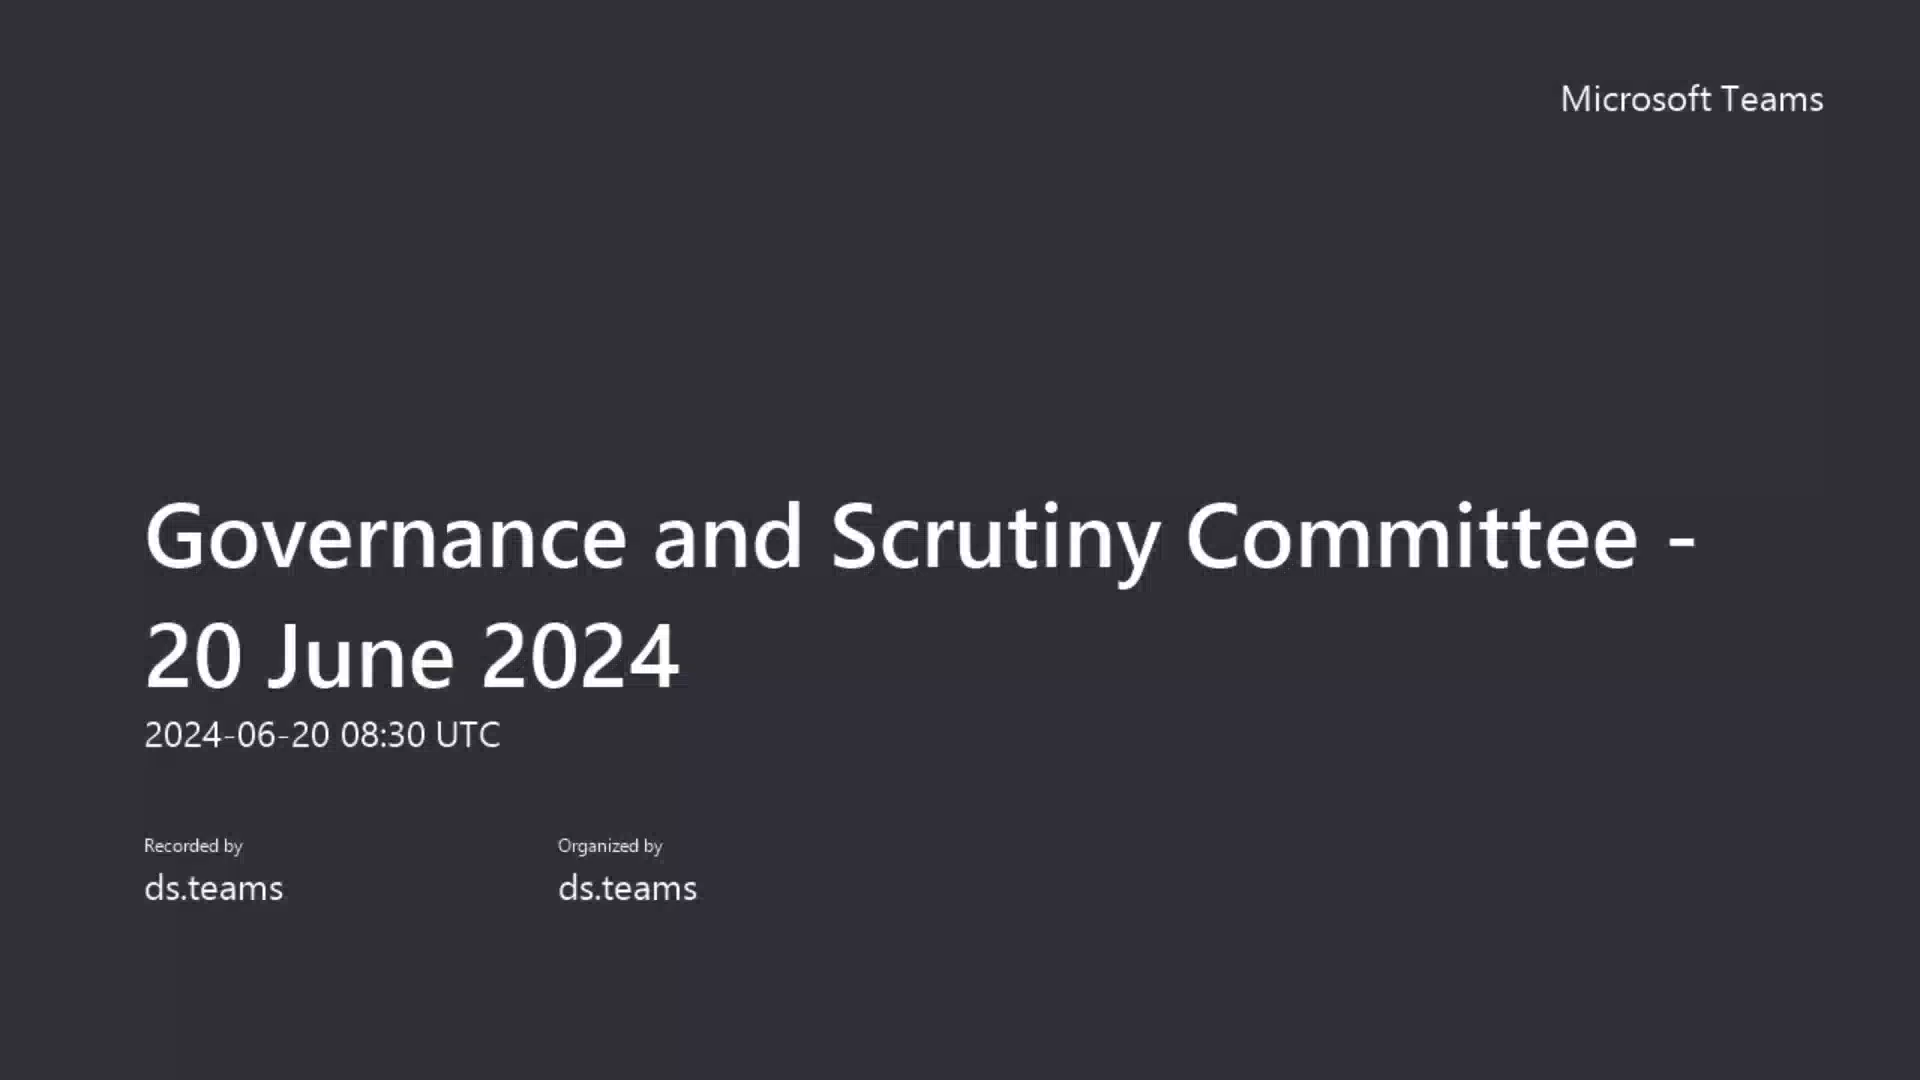 Microsoft Teams
Governance and Scrutiny Committee -
20 June 2024
2024-06-20 08:30 UTC
Recorded by
ds.teams
Organized by
ds.teams